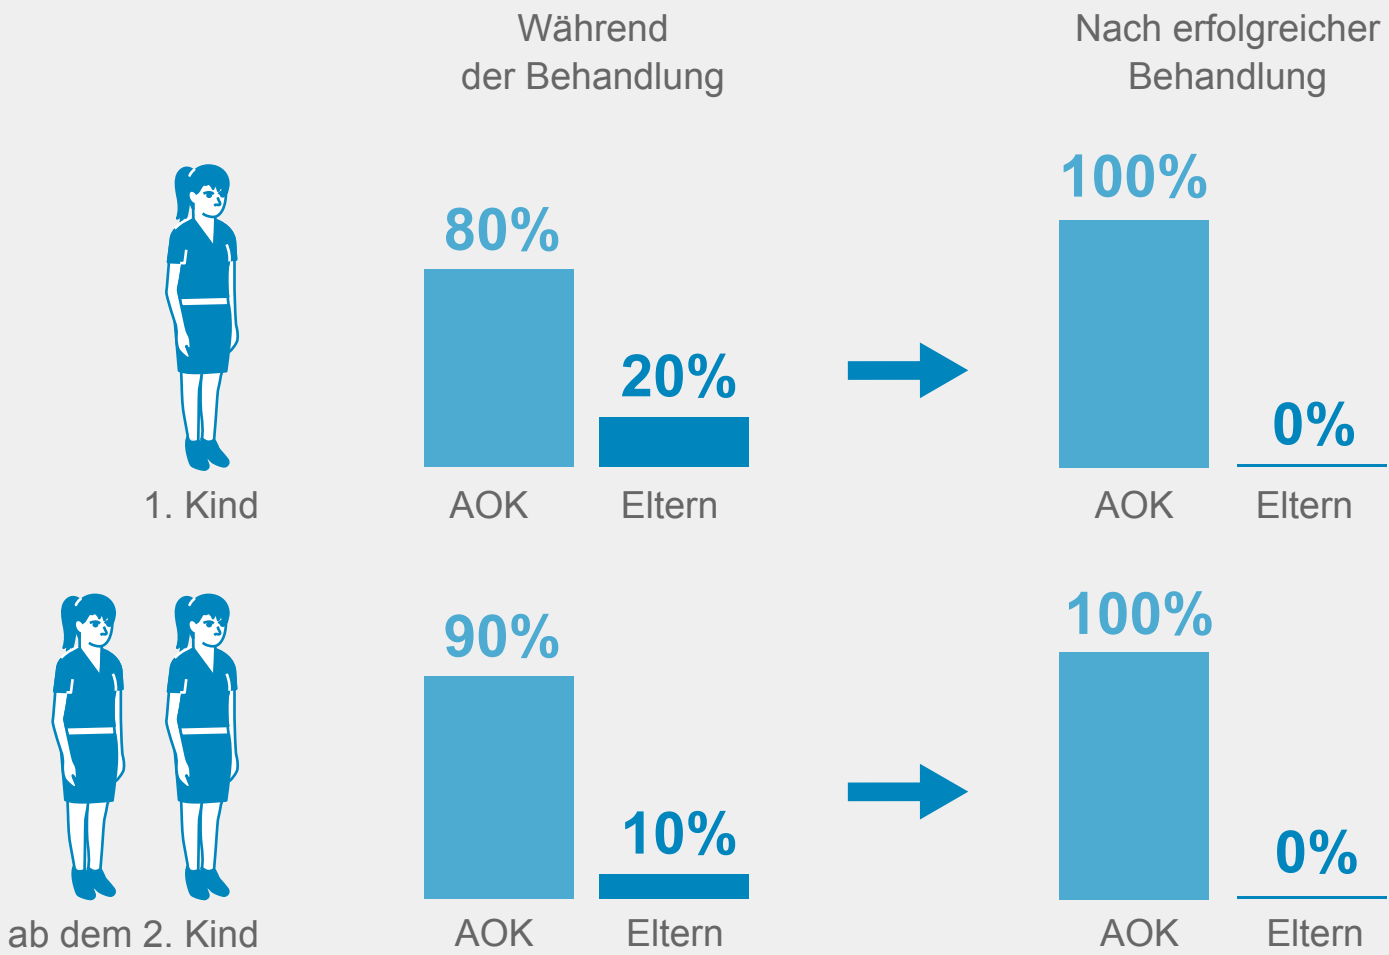 Während
der Behandlung
Nach erfolgreicher
Behandlung
80%
20%
100%
0%
1. Kind
AOK
Eltern
AOK
Eltern
90%
10%
100%
0%
ab dem 2. Kind
AOK
Eltern
AOK
Eltern